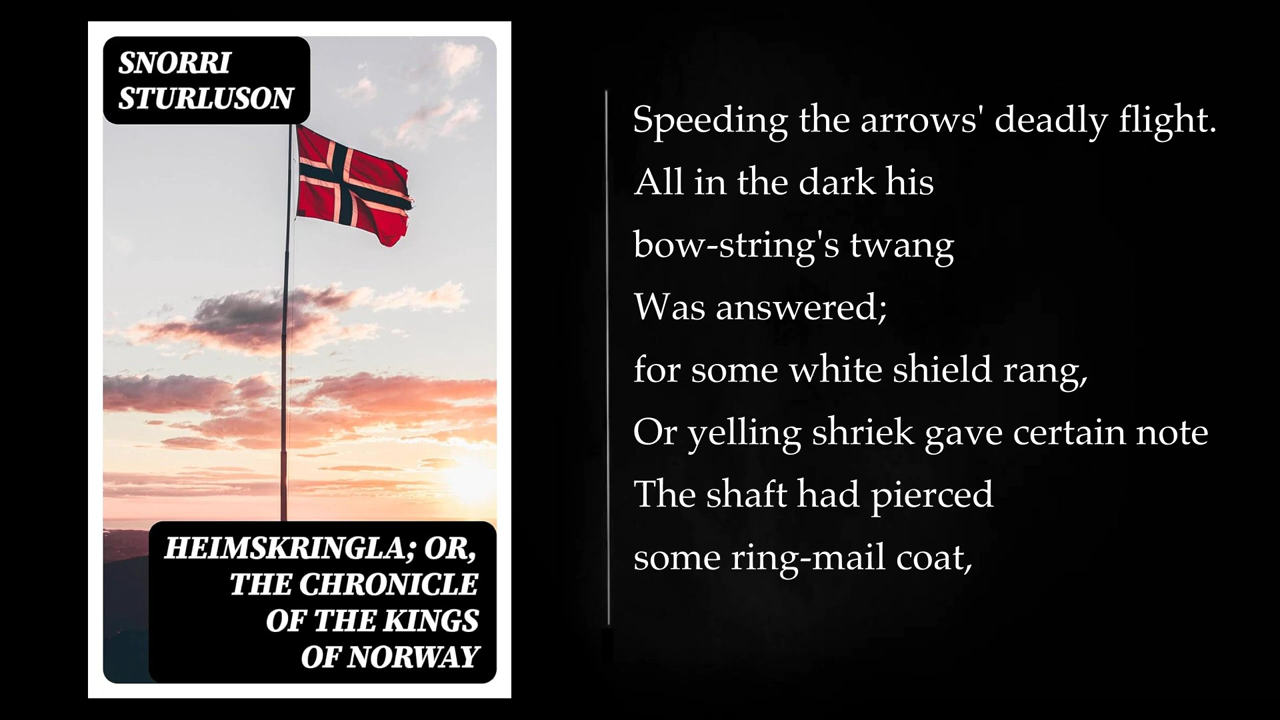 SNORRI
STURLUSON
HEIMSKRINGLA; OR,
THE CHRONICLE
OF THE KINGS
OF NORWAY
Speeding the arrows' deadly flight.
All in the dark his
bow-string's twang
Was answered;
for some white shield rang,
Or yelling shriek gave certain note
The shaft had pierced
some ring-mail coat,